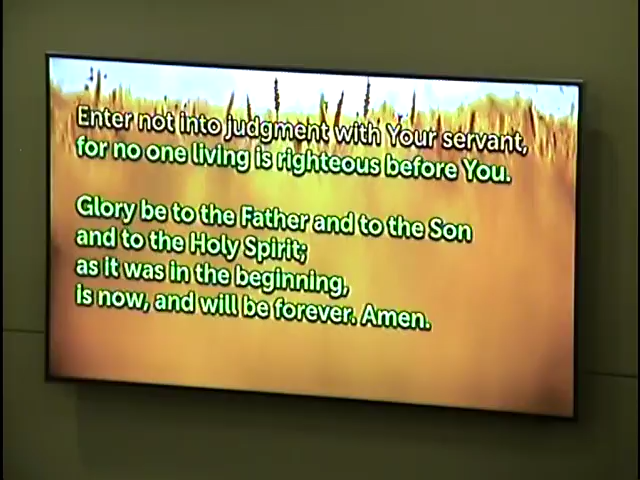 Enter not into judgment with Your servant,
for no one living is righteous before You.
Glory be to the Father and to the Son
and to the Holy Spirit;
as it was in the beginning,
is now, and will be forever. Amen.